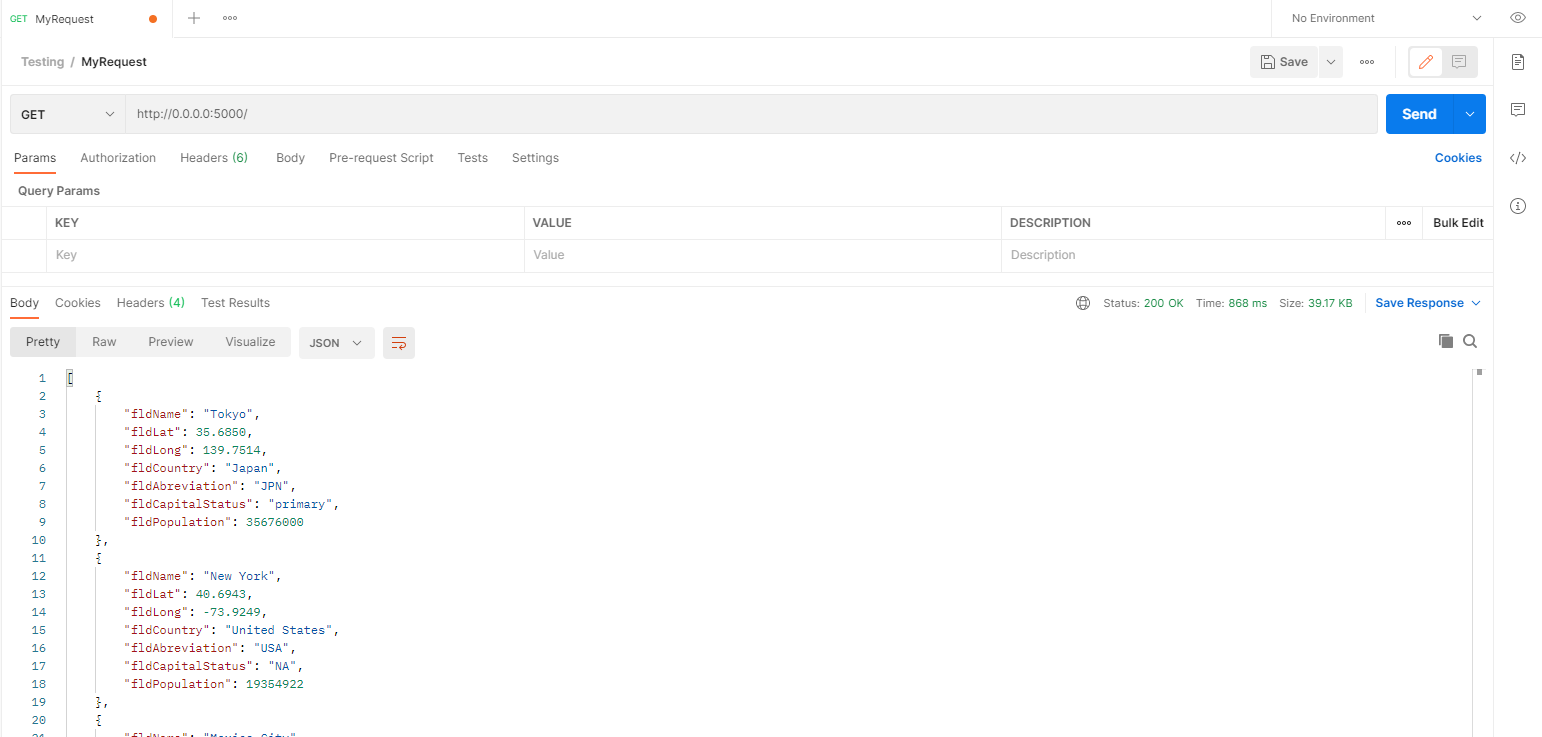 GET MyRequest
No Environment
Testing / MyRequest
Save
GET http://0.0.0.0:5000/ Send
Params Authorization Headers (6) Body Pre-request Script Tests Settings Cookies
Query Params
KEY VALUE DESCRIPTION Bulk Edit
Key Value Description
Body Cookies Headers (4) Test Results Status: 200 OK Time: 868 ms Size: 39.17 KB Save Response
Pretty Raw Preview Visualize JSON
1 [
2 {
3 "fldName": "Tokyo",
4 "fldLat": 35.6850,
5 "fldLong": 139.7514,
6 "fldCountry": "Japan",
7 "fldAbreviation": "JPN",
8 "fldCapitalStatus": "primary",
9 "fldPopulation": 35676000
10 },
11 {
12 "fldName": "New York",
13 "fldLat": 40.6943,
14 "fldLong": -73.9249,
15 "fldCountry": "United States",
16 "fldAbreviation": "USA",
17 "fldCapitalStatus": "NA",
18 "fldPopulation": 19354922
19 },
20 {
21 "fldName": "Mexico City"